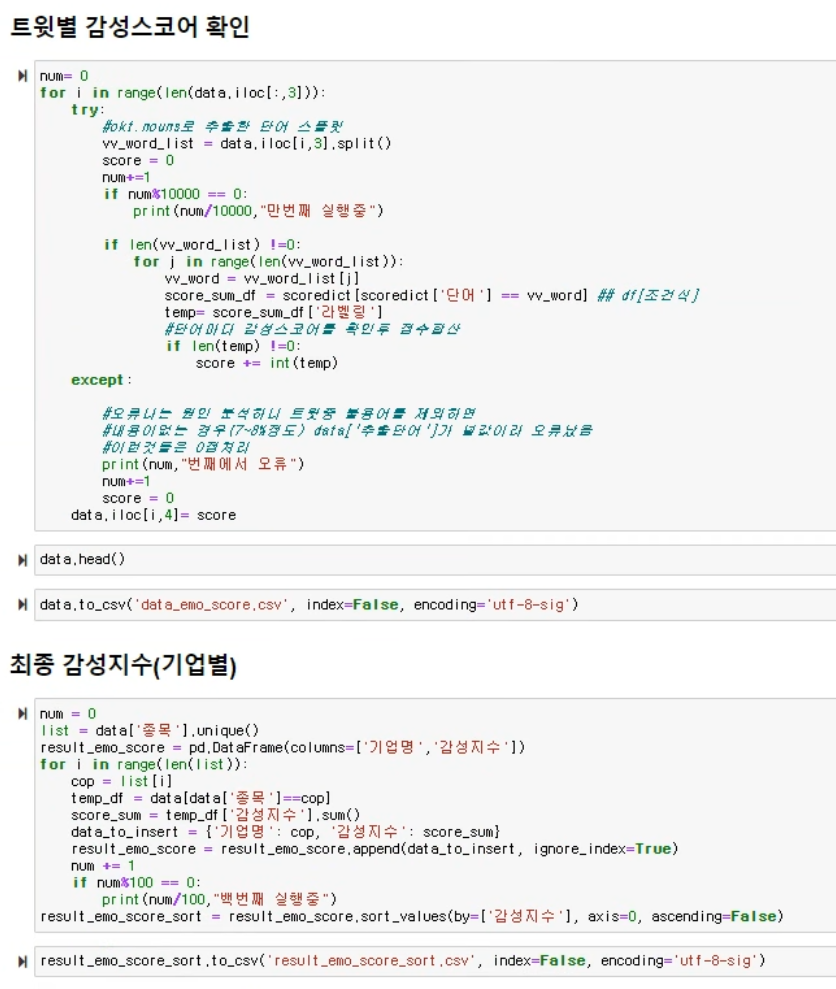 트윗별 감성스코어 확인
num= 0
for i in range(len(data.iloc[:,3])):
    try:
        #okt.nouns로 추출한 단어 스플릿
        vv_word_list = data.iloc[i,3].split()
        score = 0
        num+=1
        if num%10000 == 0:
            print(num/10000,"만번째 실행중")
        if len(vv_word_list) !=0:
            for j in range(len(vv_word_list)):
                vv_word = vv_word_list[j]
                score_sum_df = scoredict[scoredict['단어'] == vv_word] ## df[조건식]
                temp= score_sum_df['라벨링']
                #단어마다 감성스코어를 확인후 점수합산
                if len(temp) !=0:
                    score += int(temp)
    except:
        #오류나는 원인 분석하니 트윗중 불용어를 제외하면
        #내용이없는 경우(7~8%정도) data['추출단어']가 널값이라 오류났음
        #이런것들은 0점처리
        print(num,"번째에서 오류")
        num+=1
        score = 0
    data.iloc[i,4]= score
data.head()
data.to_csv('data_emo_score.csv', index=False, encoding='utf-8-sig')
최종 감성지수(기업별)
num = 0
list = data['종목'].unique()
result_emo_score = pd.DataFrame(columns=['기업명','감성지수'])
for i in range(len(list)):
    cop = list[i]
    temp_df = data[data['종목']==cop]
    score_sum = temp_df['감성지수'].sum()
    data_to_insert = {'기업명': cop, '감성지수': score_sum}
    result_emo_score = result_emo_score.append(data_to_insert, ignore_index=True)
    num += 1
    if num%100 == 0:
        print(num/100,"백번째 실행중")
result_emo_score_sort = result_emo_score.sort_values(by=['감성지수'], axis=0, ascending=False)
result_emo_score_sort.to_csv('result_emo_score_sort.csv', index=False, encoding='utf-8-sig')